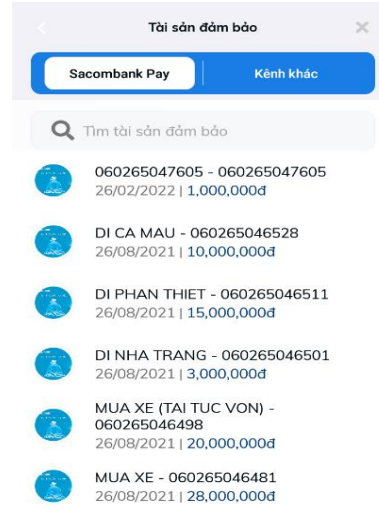 Tài sản đảm bảo
Sacombank Pay
Kênh khác
Tìm tài sản đảm bảo
060265047605 - 060265047605
26/02/2022 | 1,000,000đ
DI CA MAU - 060265046528
26/08/2021 | 10,000,000đ
DI PHAN THIET - 060265046511
26/08/2021 | 15,000,000đ
DI NHA TRANG - 060265046501
26/08/2021 | 3,000,000đ
MUA XE (TAI TUC VON) -
060265046498
26/08/2021 | 20,000,000đ
MUA XE - 060265046481
26/08/2021 | 28,000,000đ